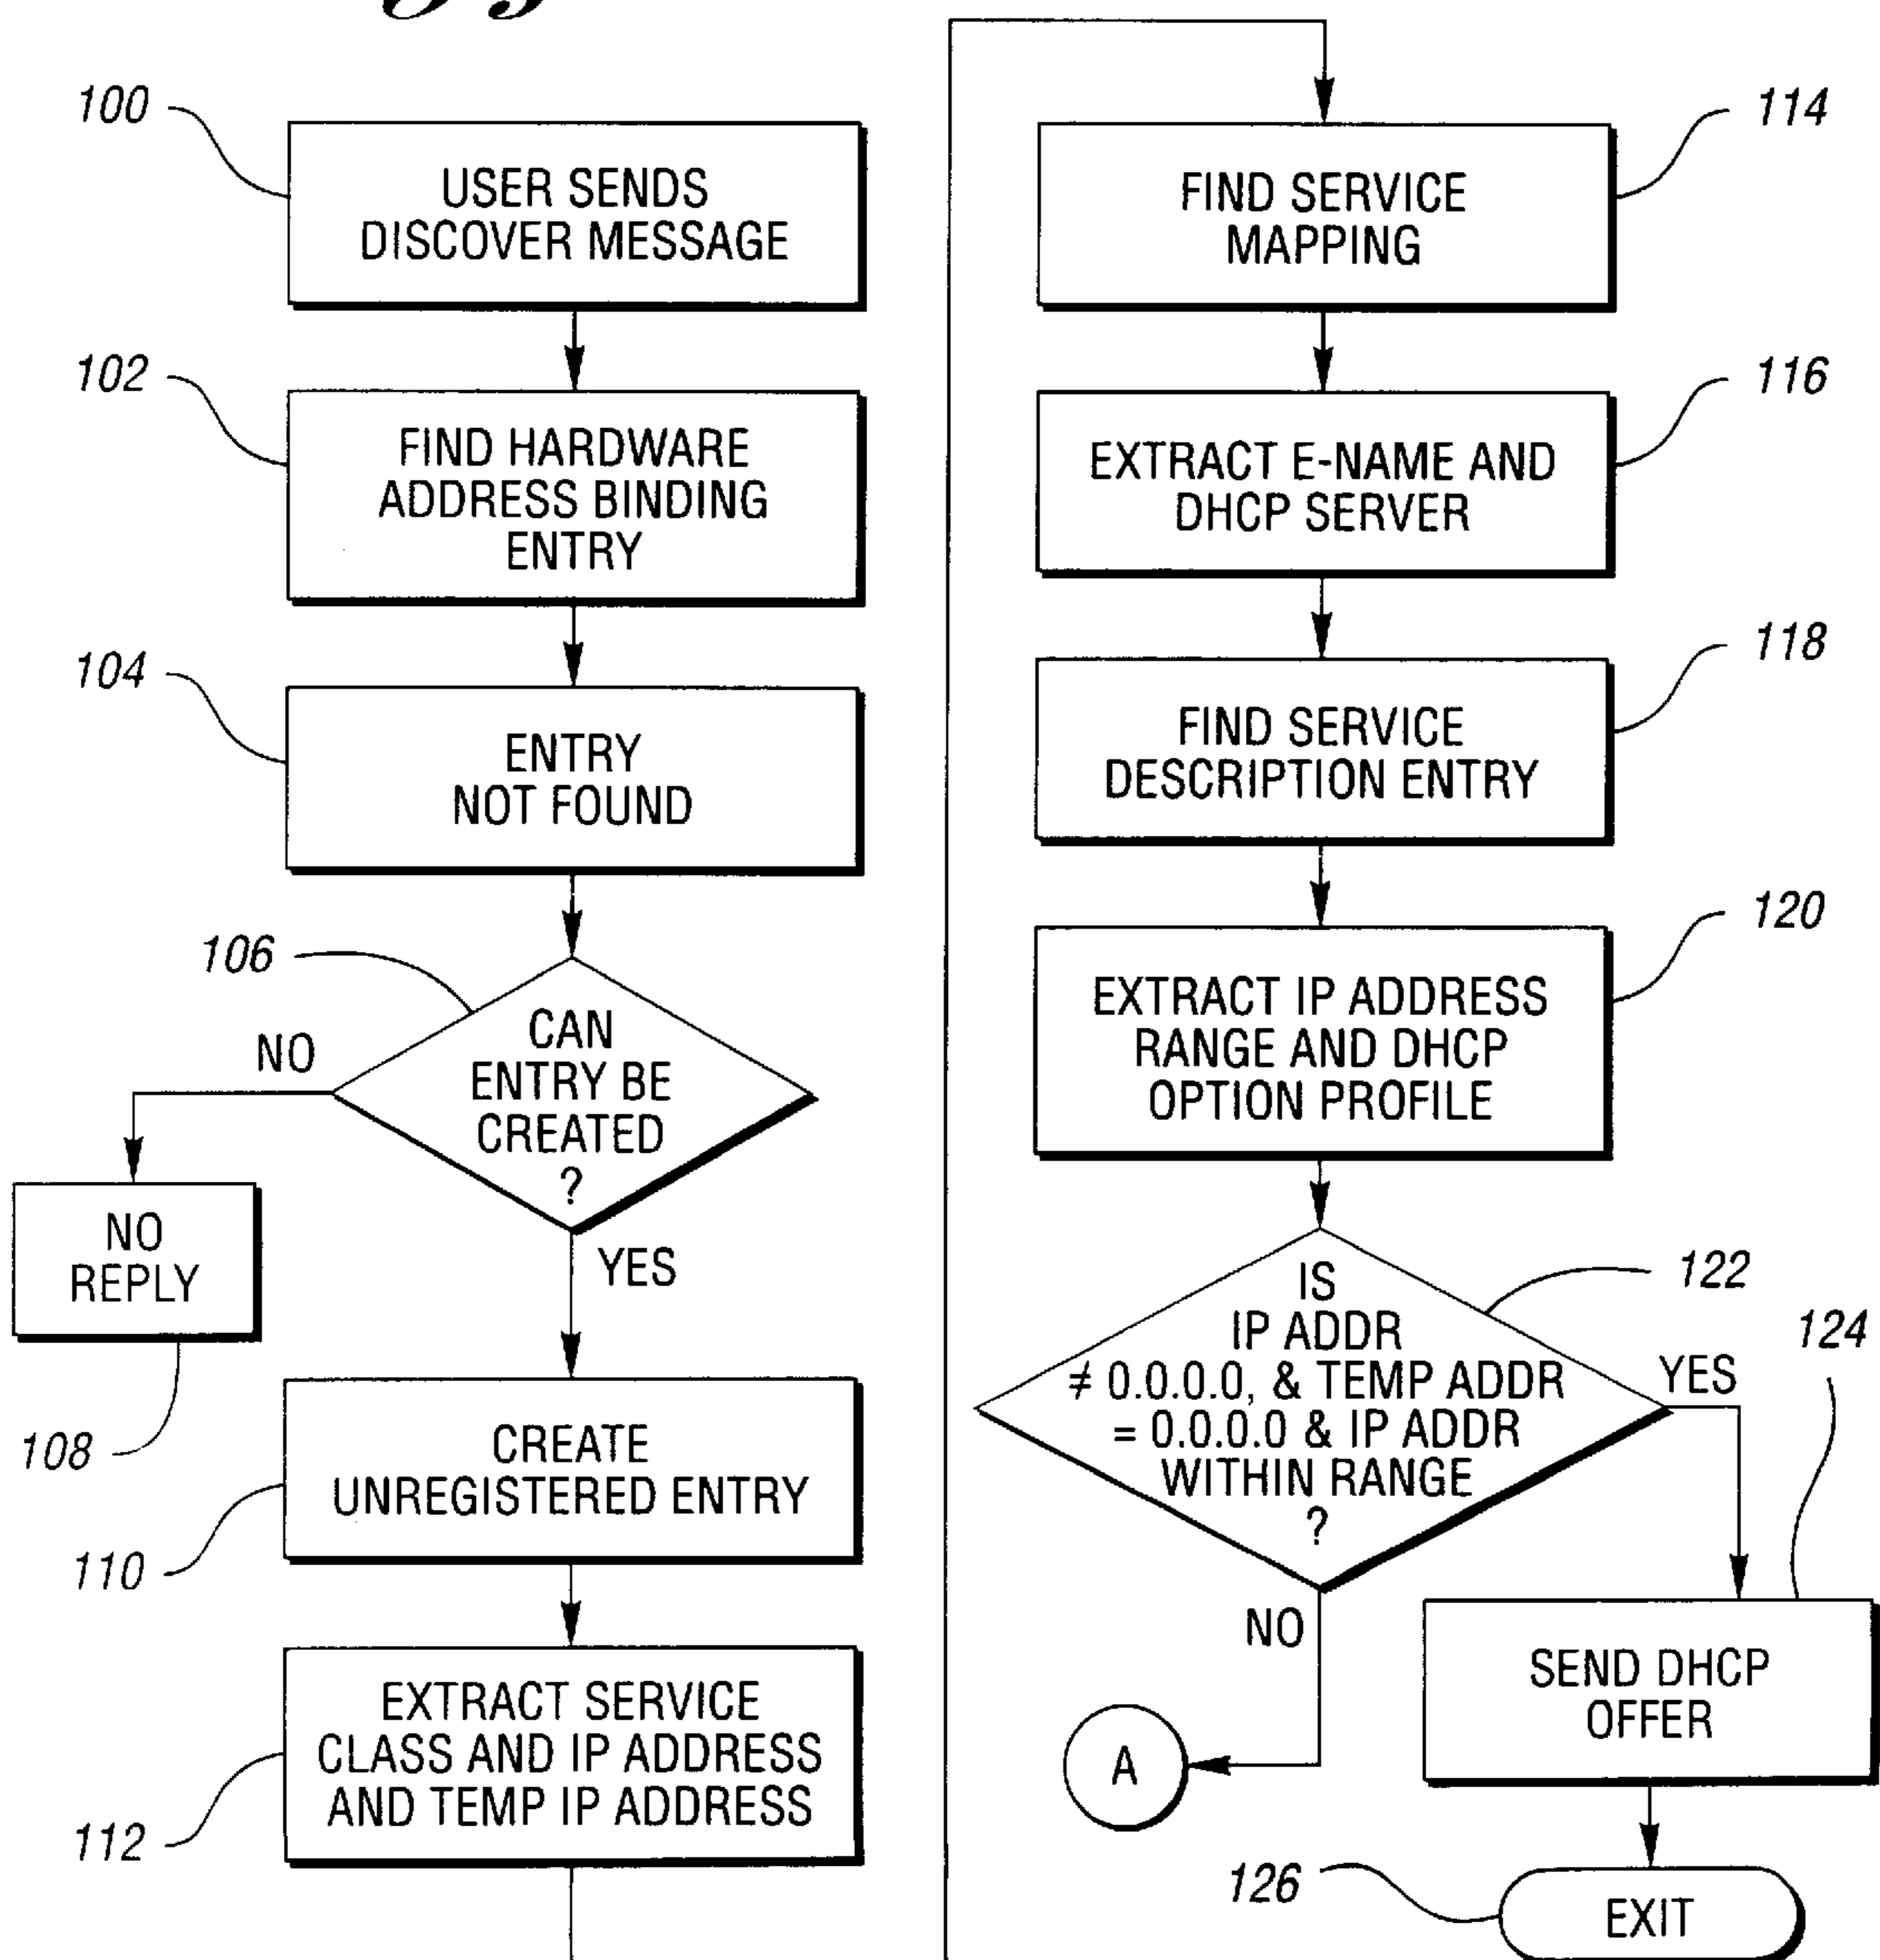 100
USER SENDS
DISCOVER MESSAGE
102
FIND HARDWARE
ADDRESS BINDING
ENTRY
104
ENTRY
NOT FOUND
106
CAN
ENTRY BE
CREATED
?
NO
YES
NO
REPLY
108
CREATE
UNREGISTERED ENTRY
110
EXTRACT SERVICE
CLASS AND IP ADDRESS
AND TEMP IP ADDRESS
112
114
FIND SERVICE
MAPPING
116
EXTRACT E-NAME AND
DHCP SERVER
118
FIND SERVICE
DESCRIPTION ENTRY
120
EXTRACT IP ADDRESS
RANGE AND DHCP
OPTION PROFILE
122
IS
IP ADDR
≠ 0.0.0.0, & TEMP ADDR
= 0.0.0.0 & IP ADDR
WITHIN RANGE
?
YES
124
NO
A
SEND DHCP
OFFER
126
EXIT